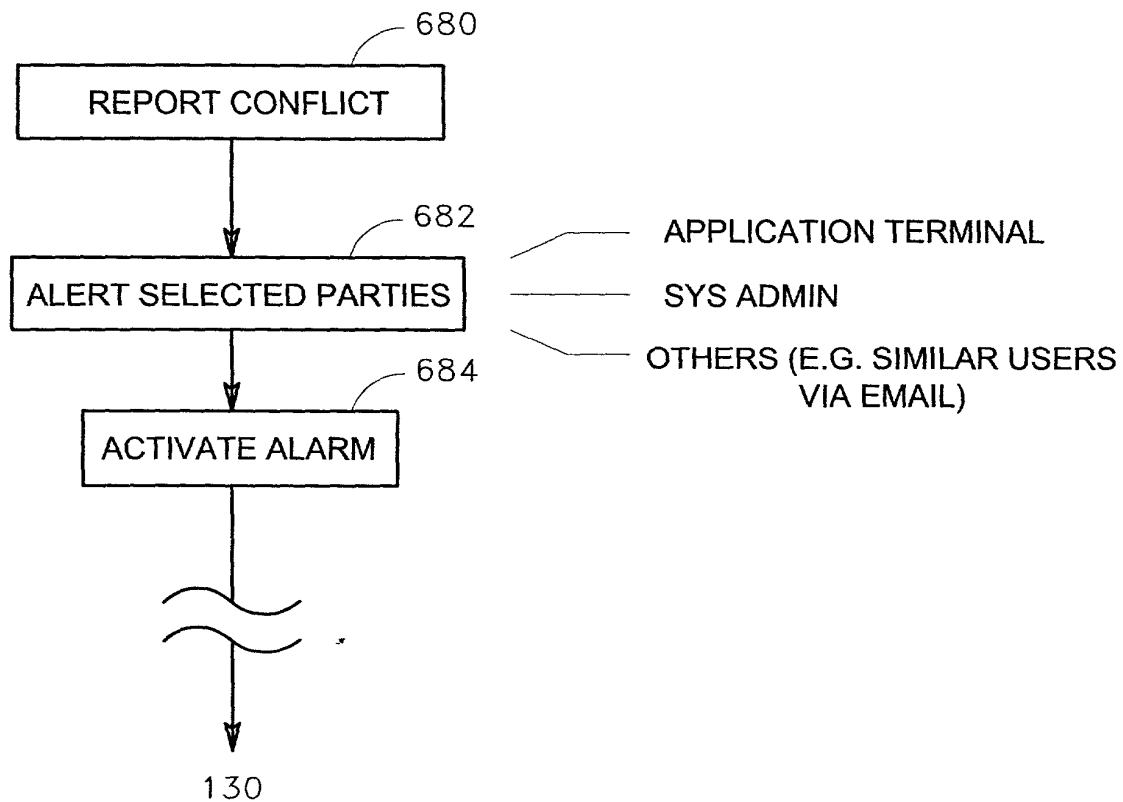 680
REPORT CONFLICT
682
ALERT SELECTED PARTIES
APPLICATION TERMINAL
SYS ADMIN
OTHERS (E.G. SIMILAR USERS
VIA EMAIL)
684
ACTIVATE ALARM
130